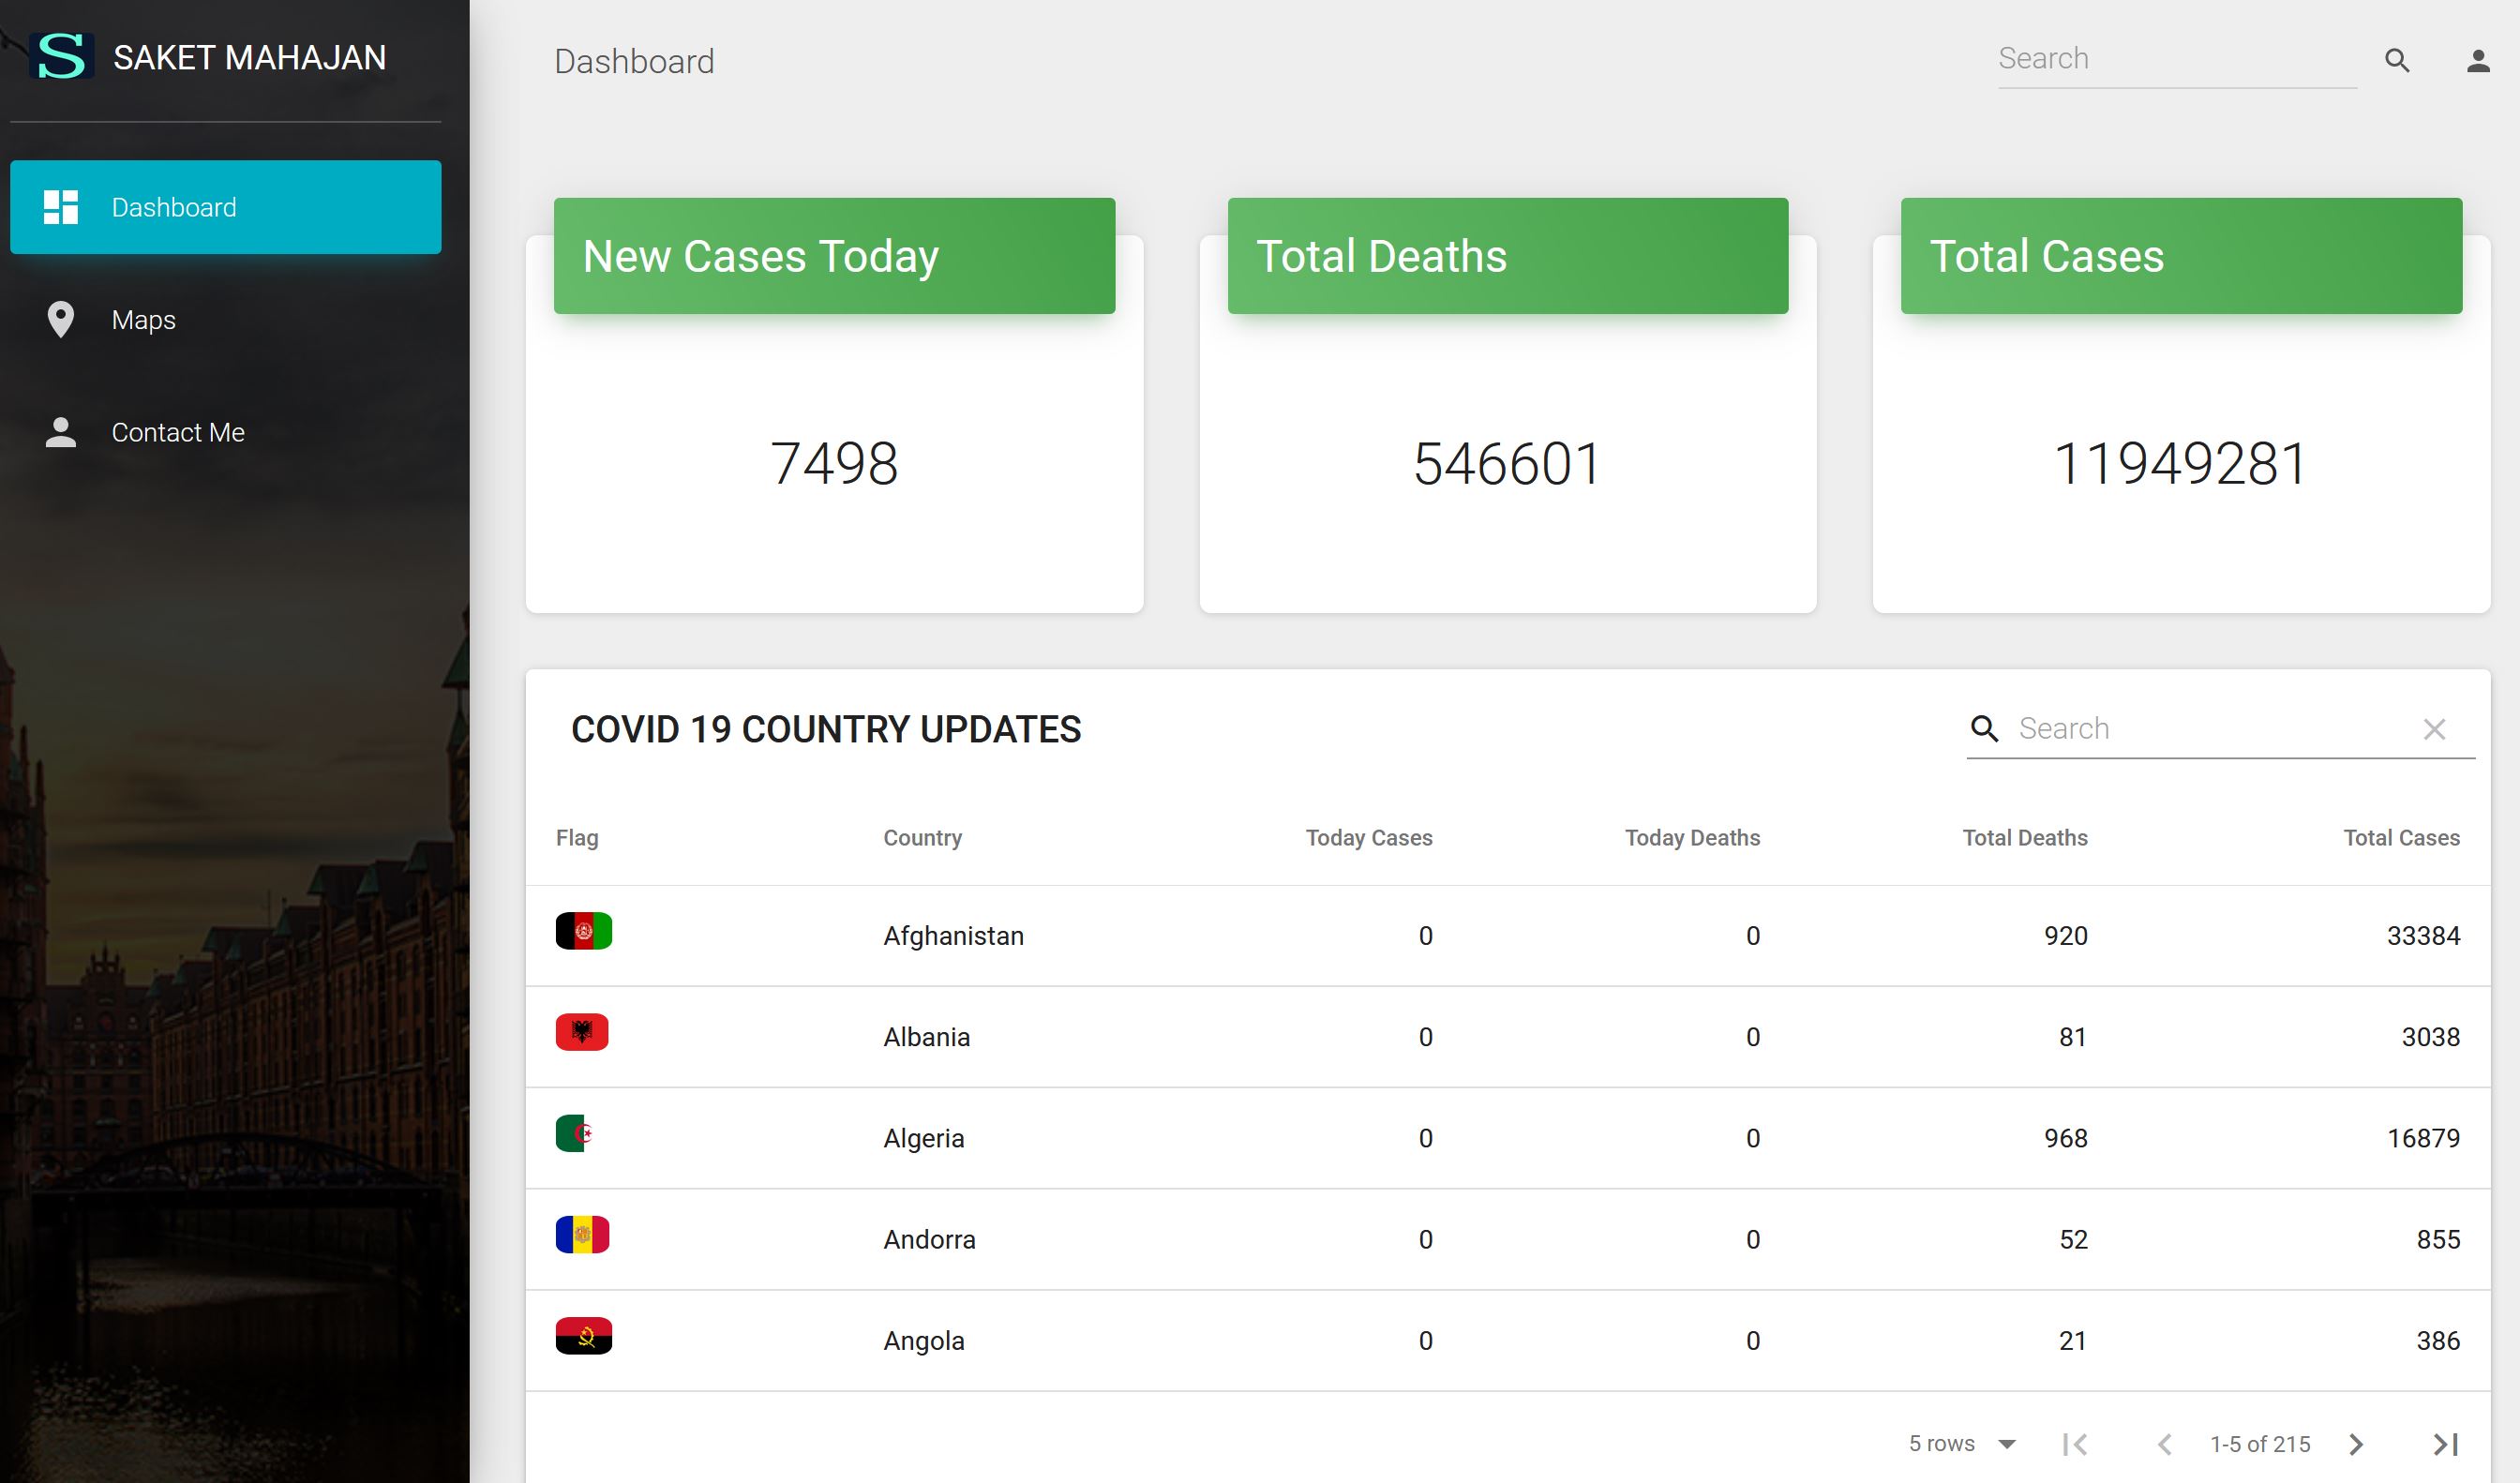 S SAKET MAHAJAN
Dashboard
Maps
Contact Me
Dashboard
Search
New Cases Today
7498
Total Deaths
546601
Total Cases
11949281
COVID 19 COUNTRY UPDATES
Search
Flag Country Today Cases Today Deaths Total Deaths Total Cases
Afghanistan 0 0 920 33384
Albania 0 0 81 3038
Algeria 0 0 968 16879
Andorra 0 0 52 855
Angola 0 0 21 386
5 rows 1-5 of 215